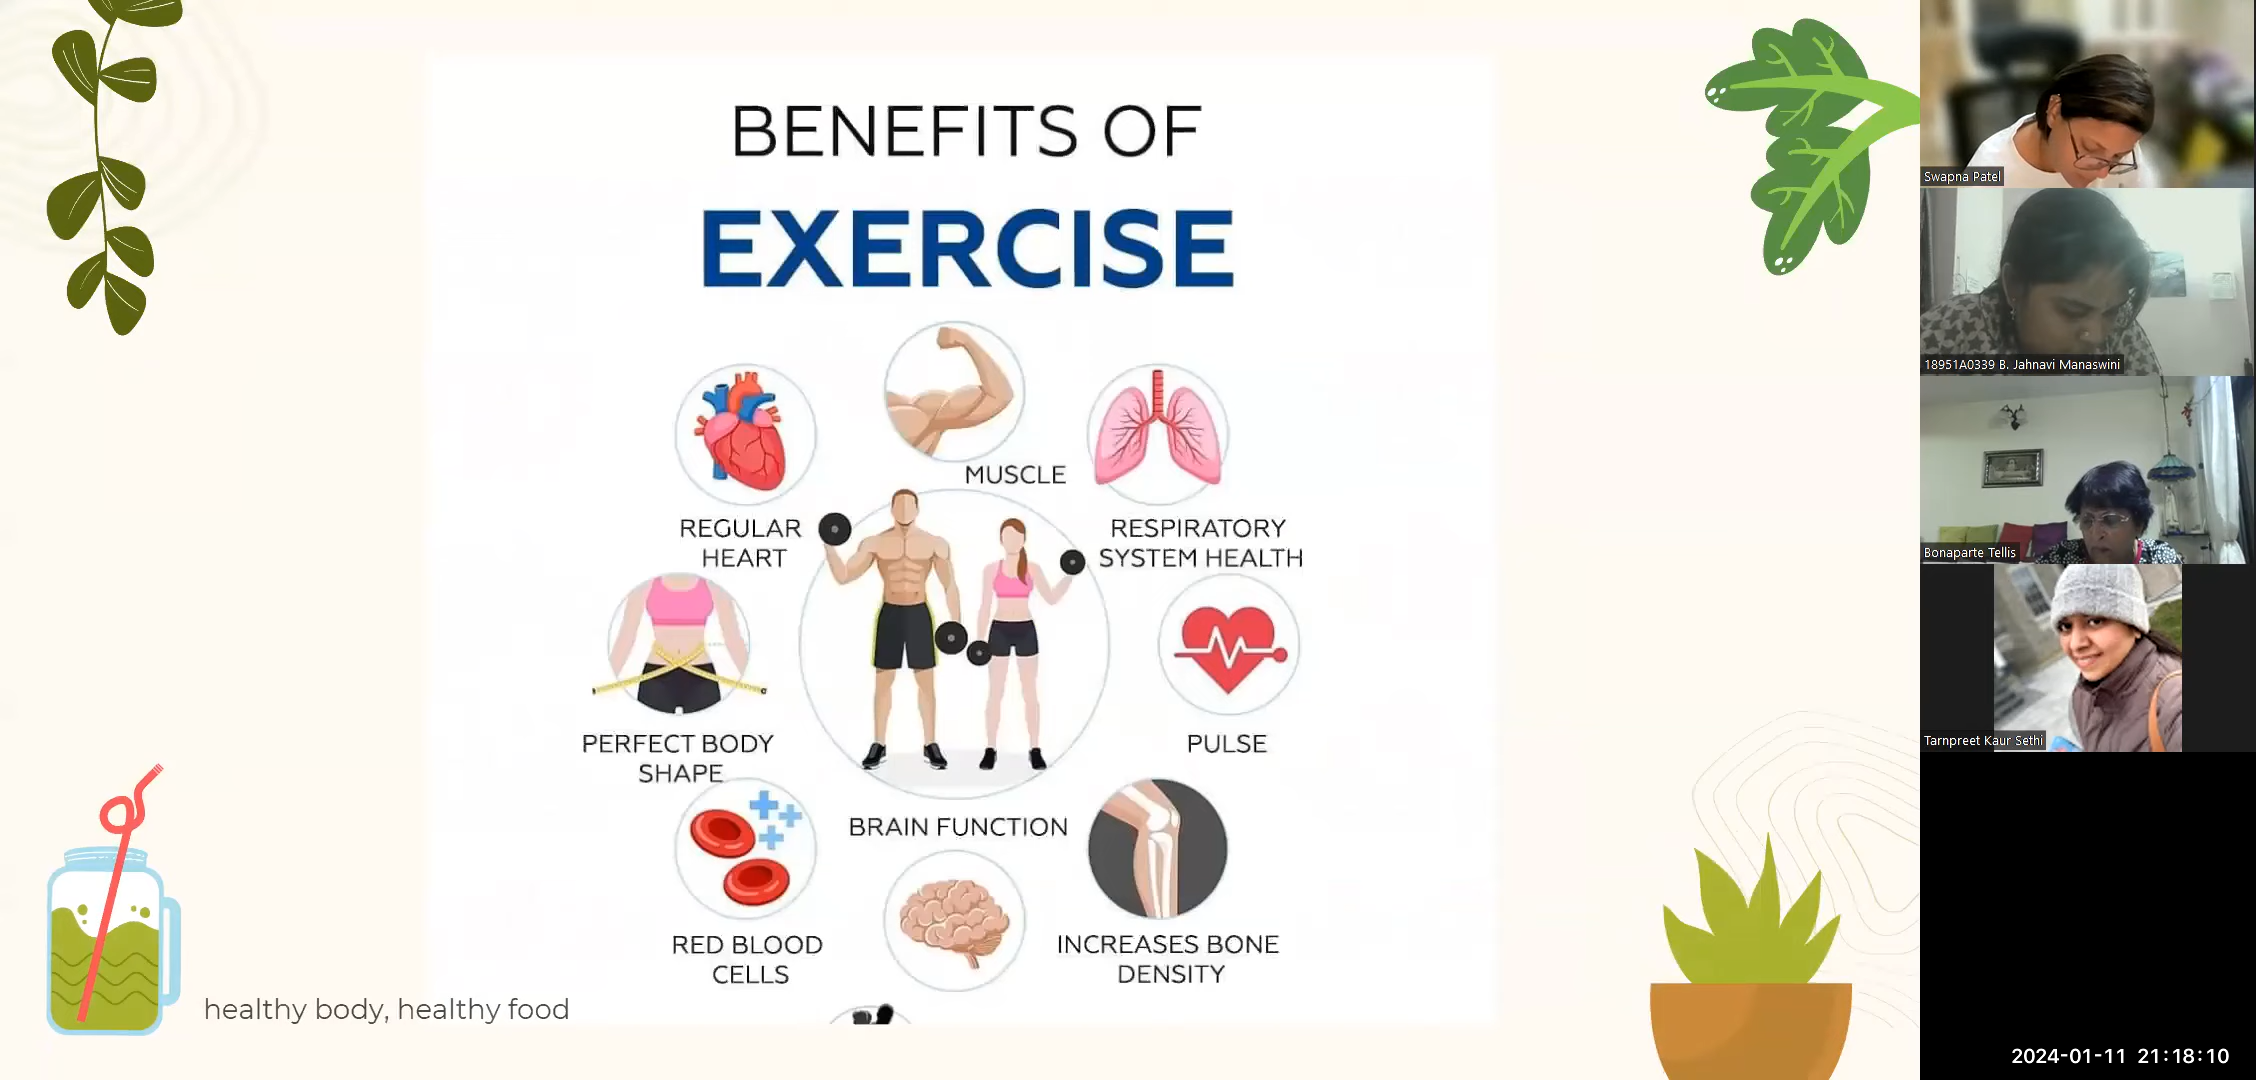 BENEFITS OF
EXERCISE
MUSCLE
REGULAR
HEART
RESPIRATORY
SYSTEM HEALTH
PERFECT BODY
SHAPE
PULSE
BRAIN FUNCTION
RED BLOOD
CELLS
INCREASES BONE
DENSITY
healthy body, healthy food
Swapna Patel
18951A0339 B. Jahnavi Manaswini
Bonaparte Tellis
Tarnpreet Kaur Sethi
2024-01-11 21:18:10